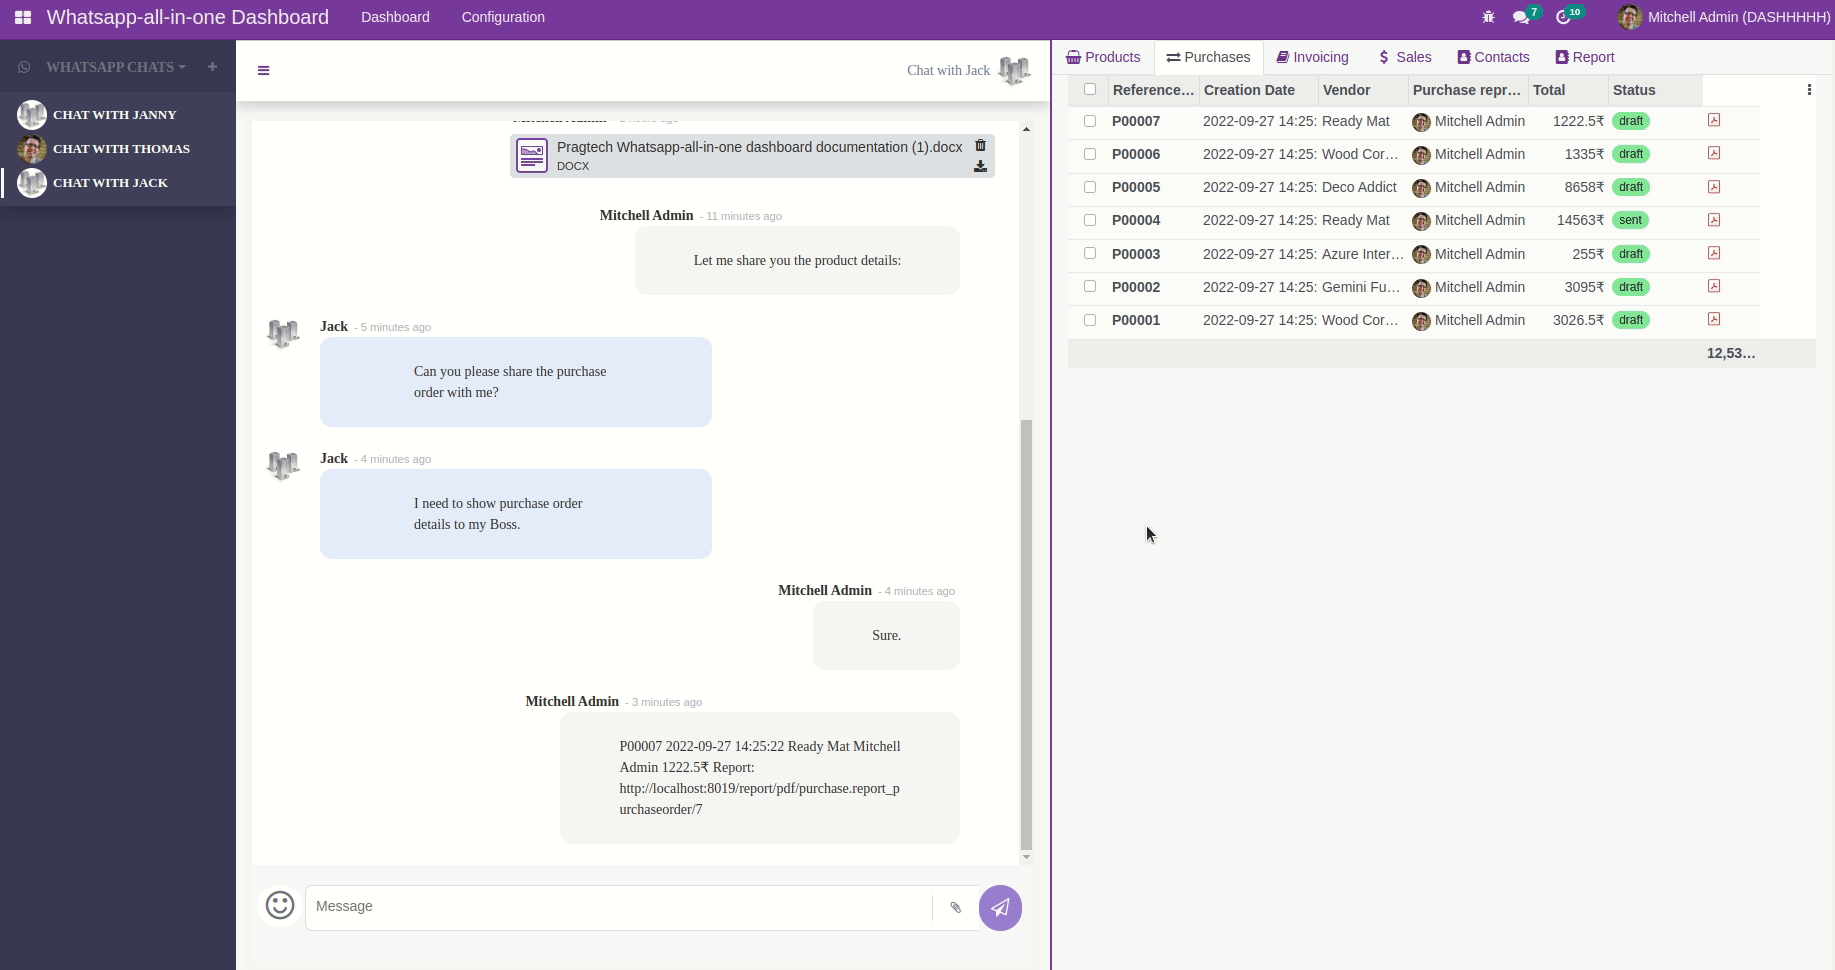 Whatsapp-all-in-one Dashboard
Dashboard
Configuration
7
10
Mitchell Admin (DASHHHHH)
WHATSAPP CHATS
CHAT WITH JANNY
CHAT WITH THOMAS
CHAT WITH JACK
Chat with Jack
Pragtech Whatsapp-all-in-one dashboard documentation (1).docx
DOCX
Mitchell Admin - 11 minutes ago
Let me share you the product details:
Jack - 5 minutes ago
Can you please share the purchase
order with me?
Jack - 4 minutes ago
I need to show purchase order
details to my Boss.
Mitchell Admin - 4 minutes ago
Sure.
Mitchell Admin - 3 minutes ago
P00007 2022-09-27 14:25:22 Ready Mat Mitchell
Admin 1222.5₹ Report:
http://localhost:8019/report/pdf/purchase.report_p
urchaseorder/7
Message
Products
Purchases
Invoicing
Sales
Contacts
Report
Reference... Creation Date Vendor Purchase repr... Total Status
P00007 2022-09-27 14:25: Ready Mat Mitchell Admin 1222.5₹ draft
P00006 2022-09-27 14:25: Wood Cor... Mitchell Admin 1335₹ draft
P00005 2022-09-27 14:25: Deco Addict Mitchell Admin 8658₹ draft
P00004 2022-09-27 14:25: Ready Mat Mitchell Admin 14563₹ sent
P00003 2022-09-27 14:25: Azure Inter... Mitchell Admin 255₹ draft
P00002 2022-09-27 14:25: Gemini Fu... Mitchell Admin 3095₹ draft
P00001 2022-09-27 14:25: Wood Cor... Mitchell Admin 3026.5₹ draft
12,53...